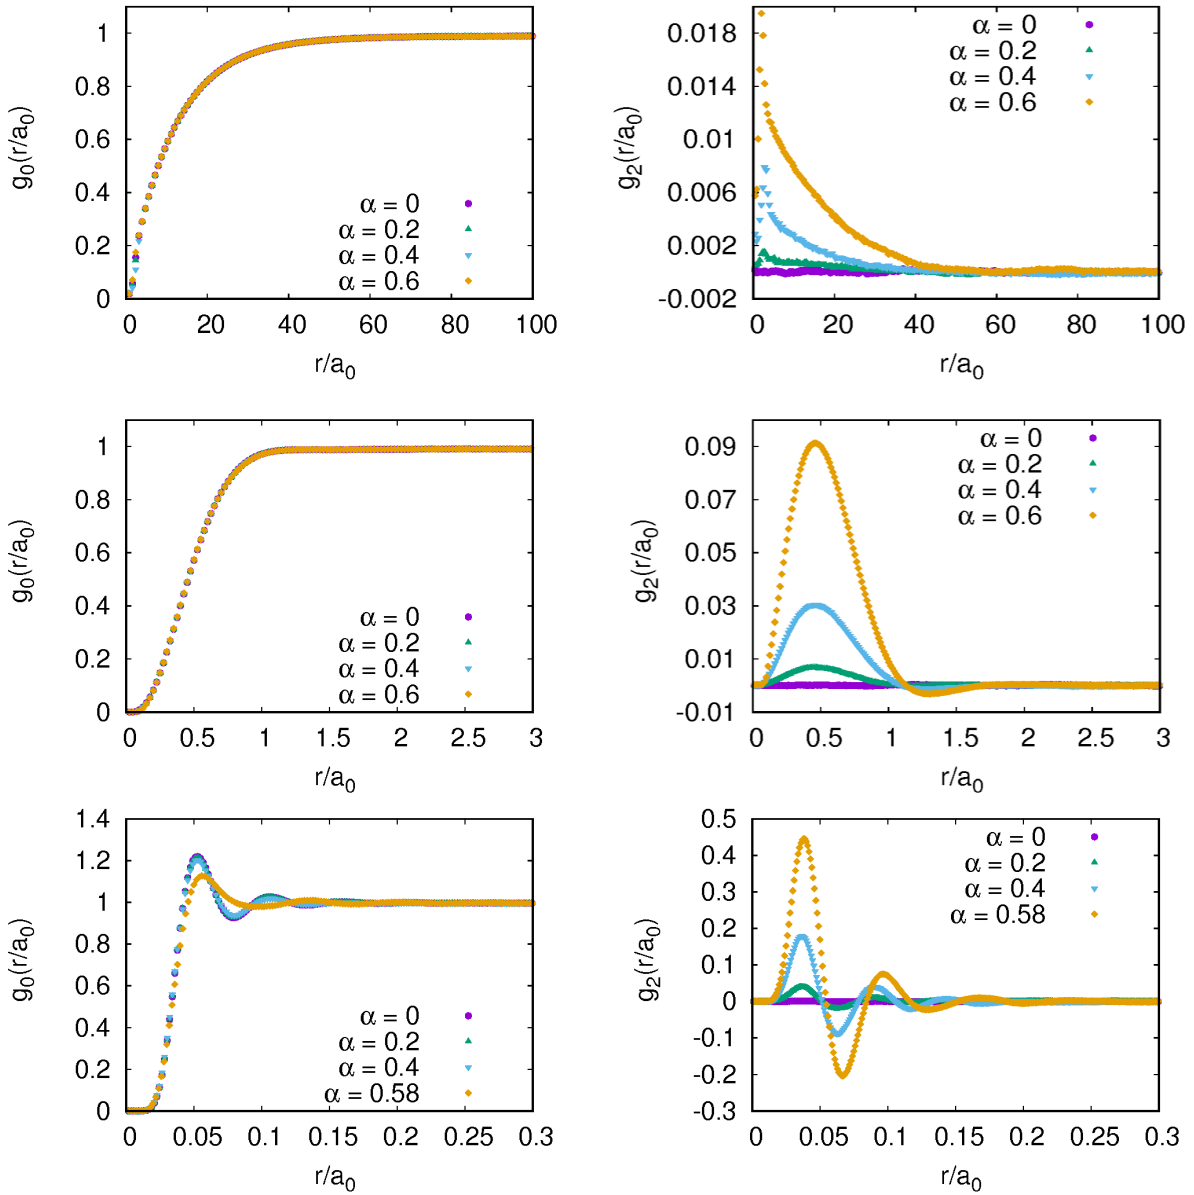 g0(r/a0)
1
0.8
0.6
0.4
0.2
0
α = 0
α = 0.2
α = 0.4
α = 0.6
0 20 40 60 80 100
r/a0
g2(r/a0)
0.018
0.014
0.01
0.006
0.002
-0.002
α = 0
α = 0.2
α = 0.4
α = 0.6
0 20 40 60 80 100
r/a0
g0(r/a0)
1
0.8
0.6
0.4
0.2
0
α = 0
α = 0.2
α = 0.4
α = 0.6
0 0.5 1 1.5 2 2.5 3
r/a0
g2(r/a0)
0.09
0.07
0.05
0.03
0.01
-0.01
α = 0
α = 0.2
α = 0.4
α = 0.6
0 0.5 1 1.5 2 2.5 3
r/a0
g0(r/a0)
1.4
1.2
1
0.8
0.6
0.4
0.2
0
α = 0
α = 0.2
α = 0.4
α = 0.58
0 0.05 0.1 0.15 0.2 0.25 0.3
r/a0
g2(r/a0)
0.5
0.4
0.3
0.2
0.1
0
-0.1
-0.2
-0.3
α = 0
α = 0.2
α = 0.4
α = 0.58
0 0.05 0.1 0.15 0.2 0.25 0.3
r/a0